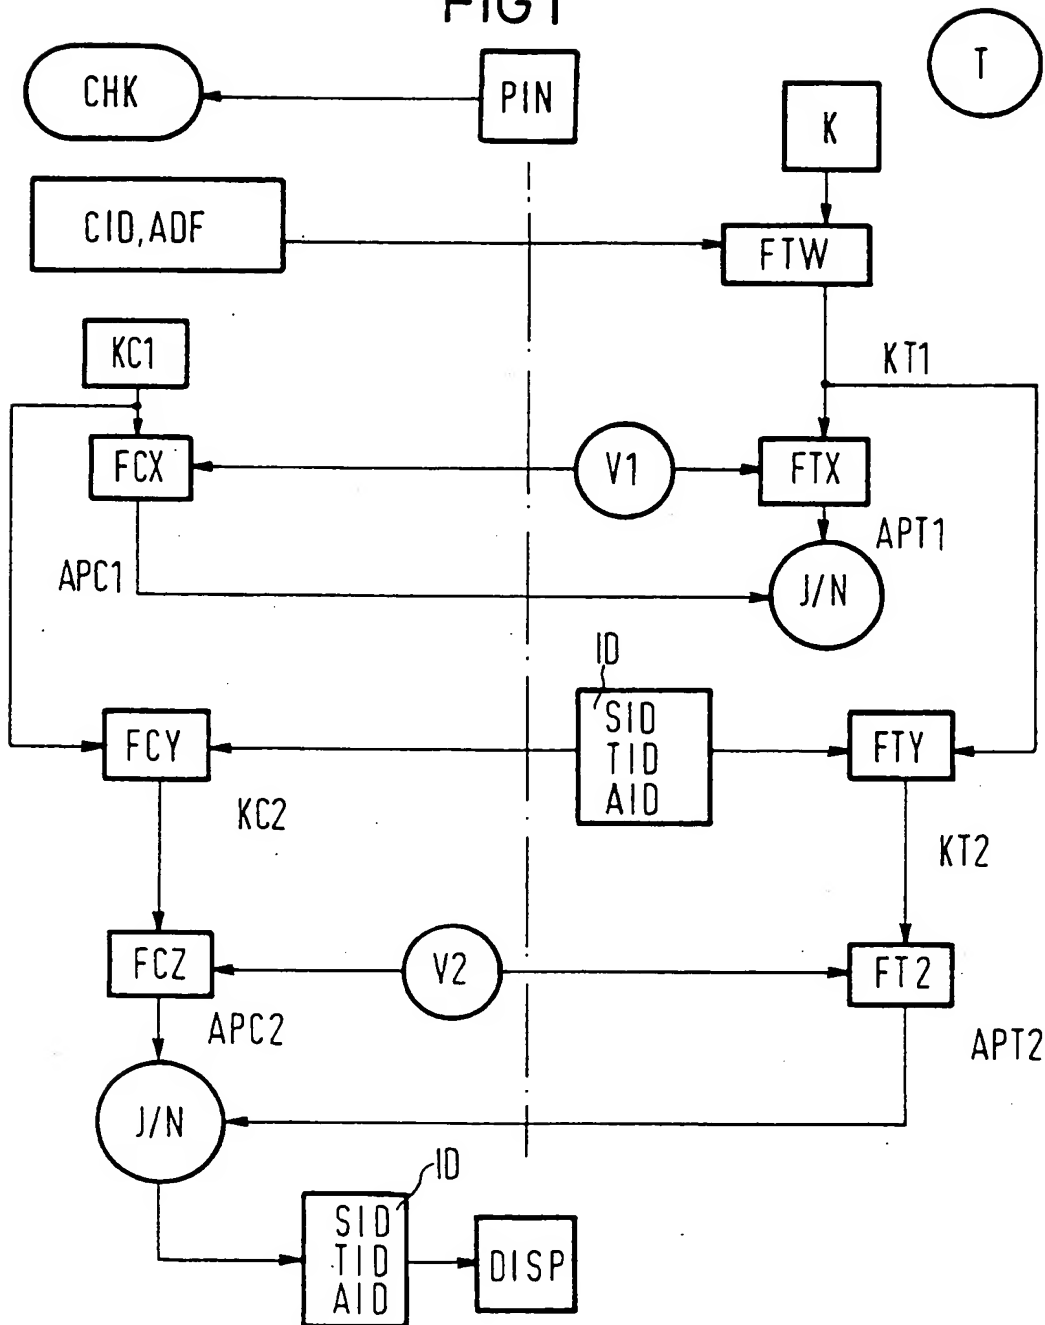 FIG 1
CHK
PIN
T
K
CID, ADF
FTW
KC1
KT1
FCX
V1
FTX
APC1
APT1
J/N
ID
SID
TID
AID
FCY
FTY
KC2
KT2
FCZ
V2
FT2
APC2
APT2
J/N
ID
SID
TID
AID
DISP